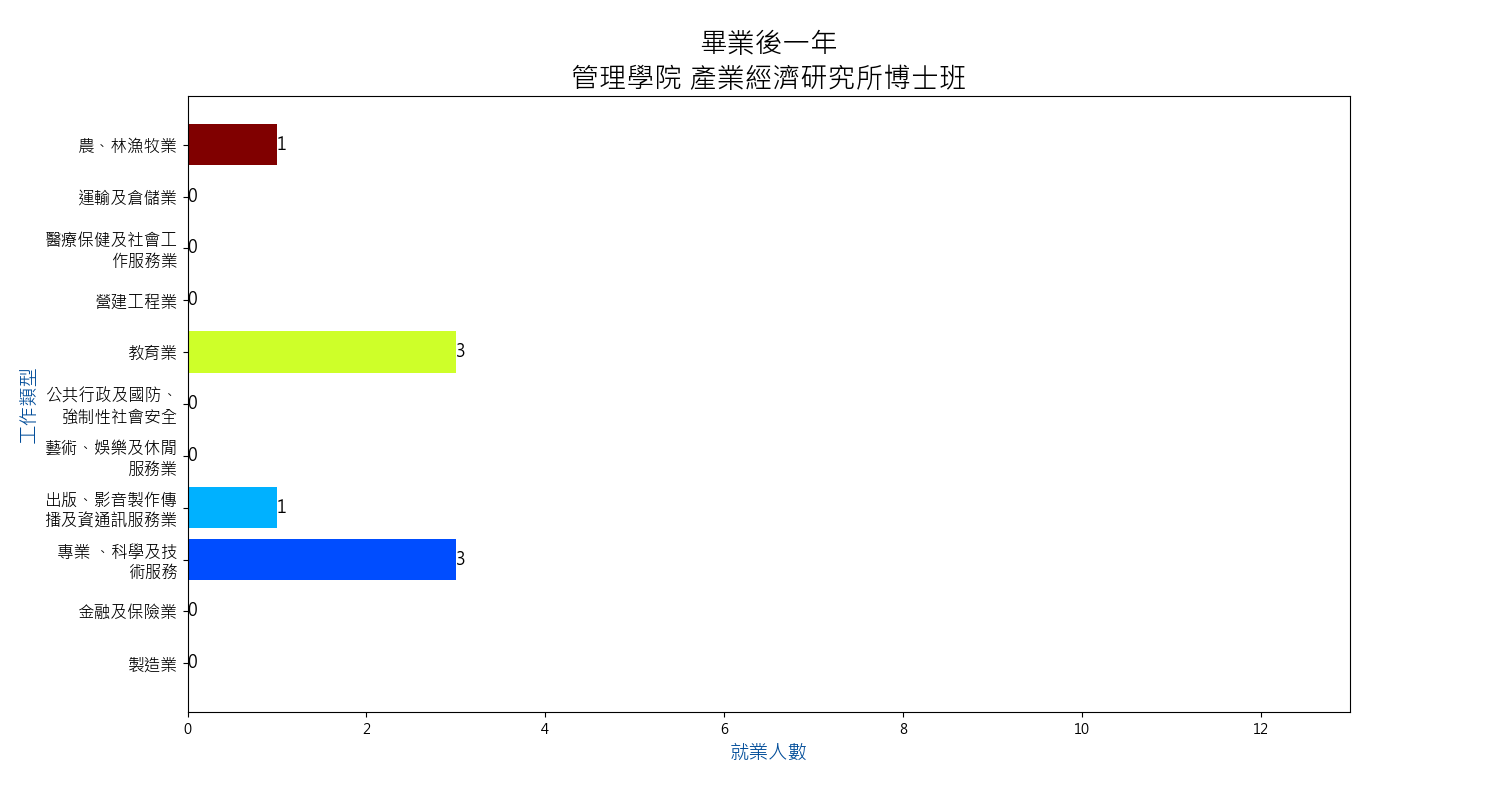 畢業後一年
管理學院 產業經濟研究所博士班
農、林漁牧業
1
運輸及倉儲業
0
醫療保健及社會工
作服務業
0
營建工程業
0
教育業
3
公共行政及國防、
強制性社會安全
0
藝術、娛樂及休閒
服務業
0
出版、影音製作傳
播及資通訊服務業
1
專業 、科學及技
術服務
3
金融及保險業
0
製造業
0
工作類型
0 2 4 6 8 10 12
就業人數